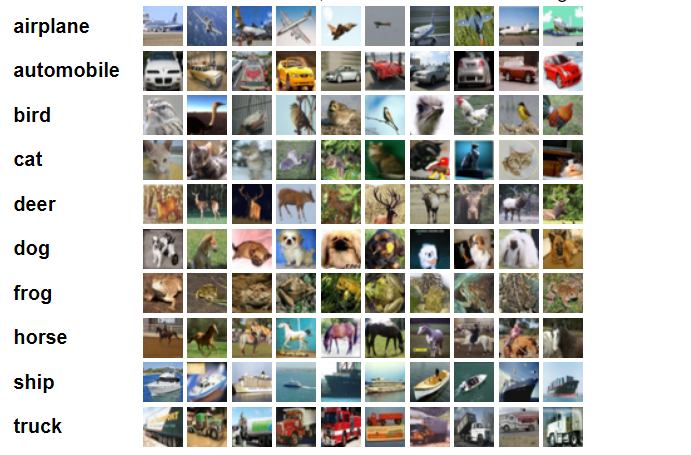 airplane
automobile
bird
cat
deer
dog
frog
horse
ship
truck